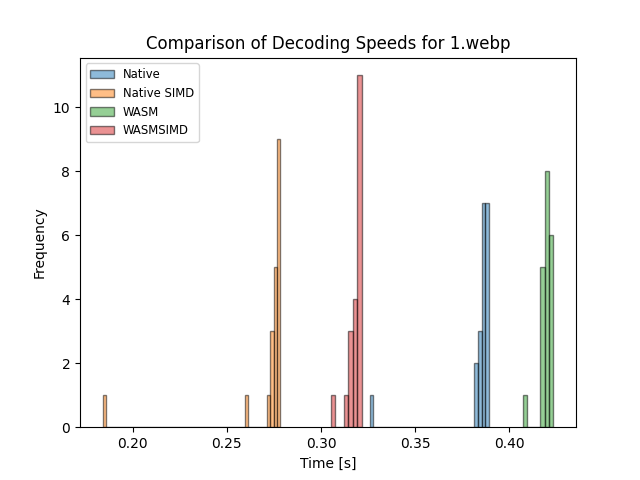 Comparison of Decoding Speeds for 1.webp
Native
Native SIMD
WASM
WASMSIMD
10
8
6
4
2
0
Frequency
0.20 0.25 0.30 0.35 0.40
Time [s]